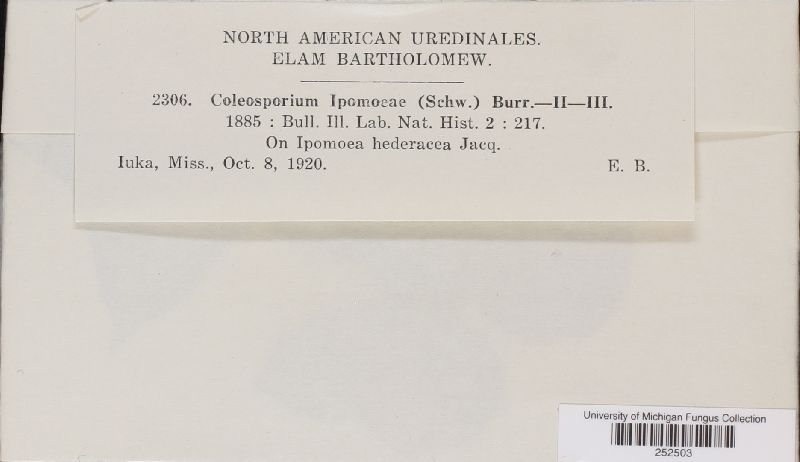 NORTH AMERICAN UREDINALES.
ELAM BARTHOLOMEW.
2306. Coleosporium Ipomoeae (Schw.) Burr.—II—III.
1885 : Bull. Ill. Lab. Nat. Hist. 2 : 217.
On Ipomoea hederacea Jacq.
Iuka, Miss., Oct. 8, 1920. E. B.
University of Michigan Fungus Collection
252503